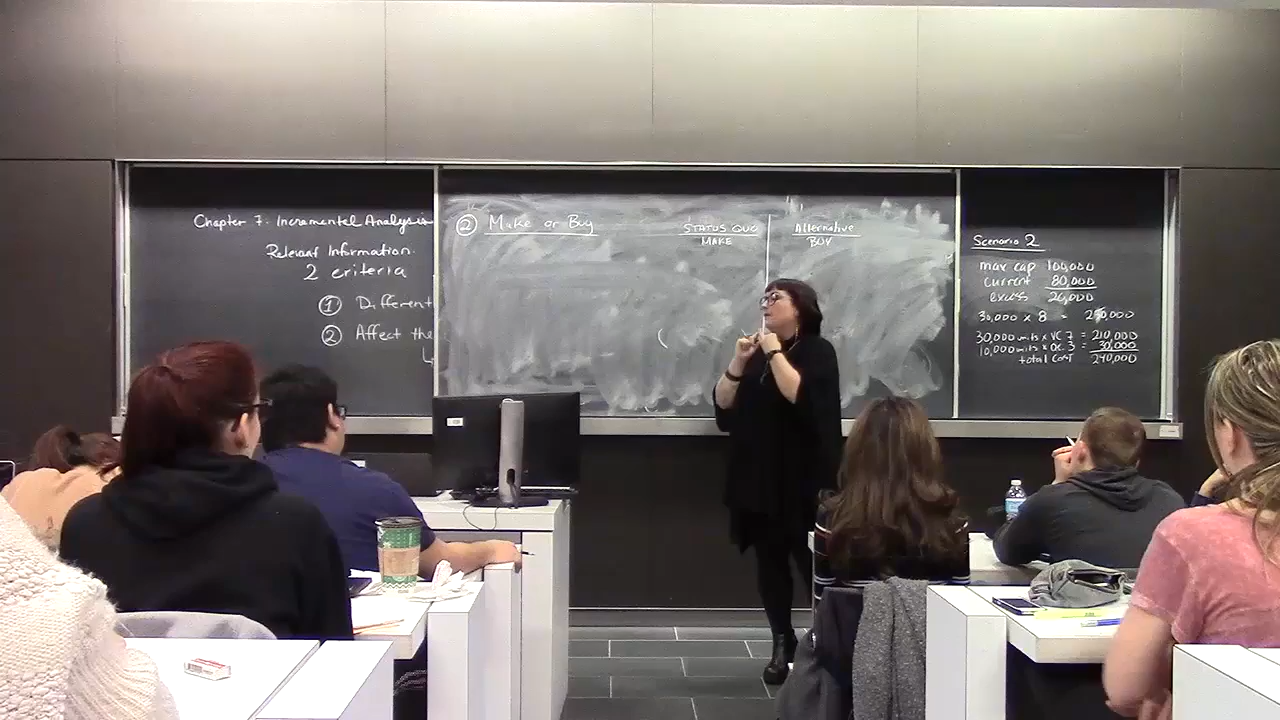 Chapter 7: Incremental Analysis
Relevant Information.
2 criteria
① Different
② Affect the
② Make or Buy
STATUS QUO
MAKE
Alternative
BUY
Scenario 2
max cap 100,000
current 80,000
excess 20,000
30,000 x 8 =
30,000 units x VC 7 = 210,000
10,000 units x OC 3 = 30,000
total cost 240,000